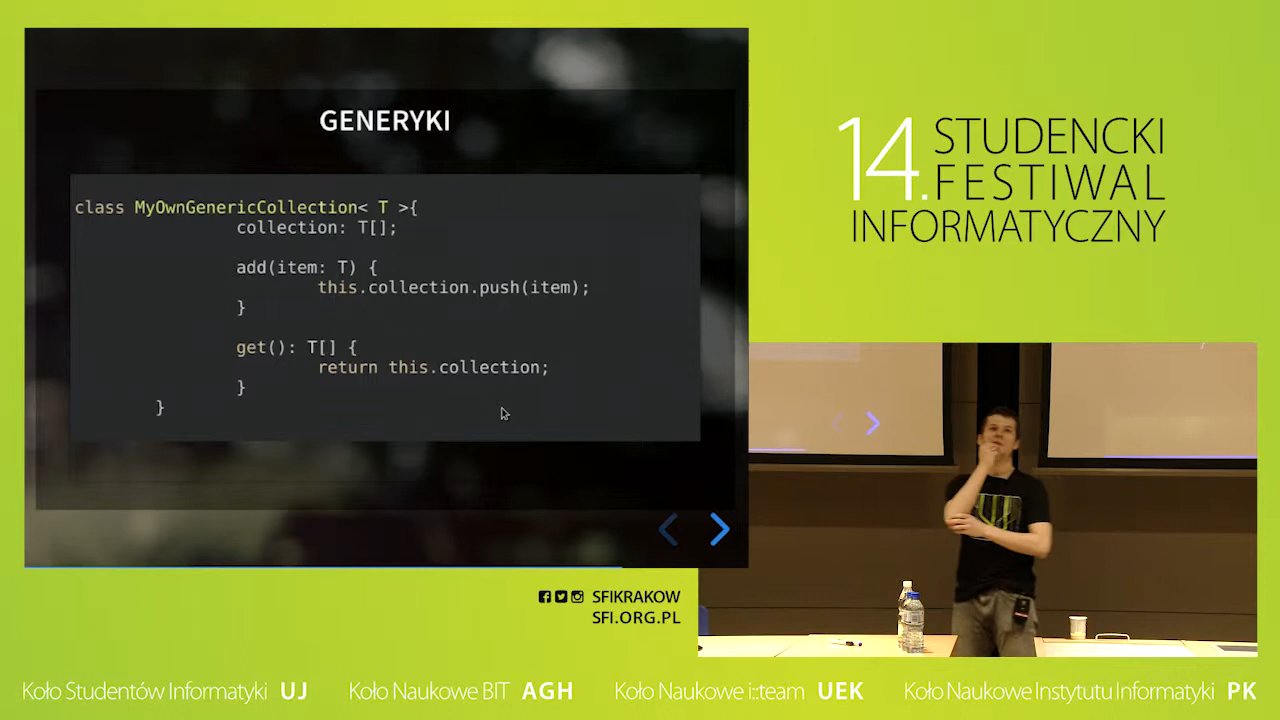 GENERYKI
class MyOwnGenericCollection< T >{
collection: T[];
add(item: T) {
this.collection.push(item);
}
get(): T[] {
return this.collection;
}
}
14. STUDENCKI
FESTIWAL
INFORMATYCZNY
SFIKRAKOW
SFI.ORG.PL
Koło Studentów Informatyki UJ
Koło Naukowe BIT AGH
Koło Naukowe i::team UEK
Koło Naukowe Instytutu Informatyki PK